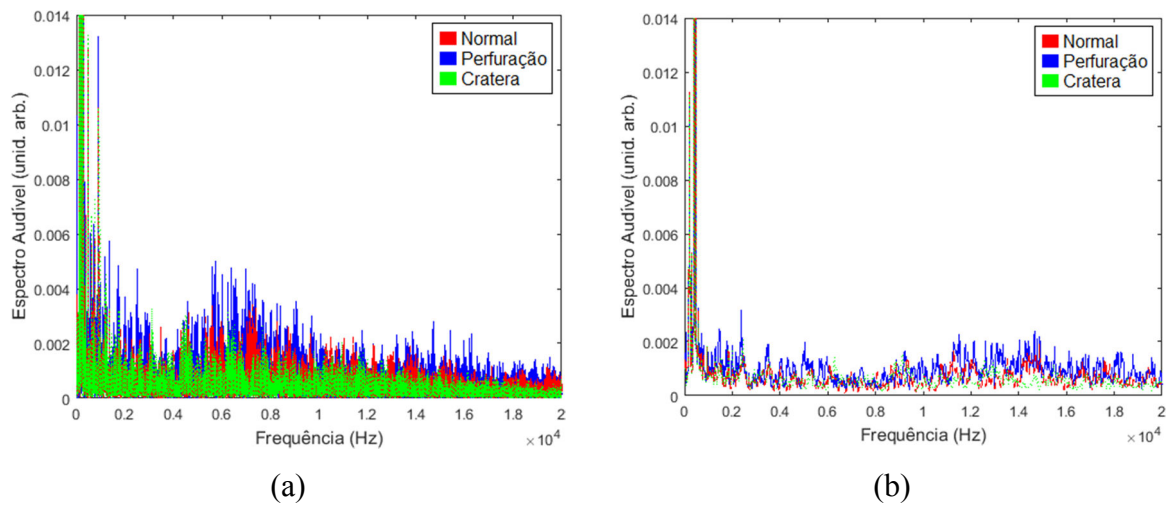 0.014
0.012
0.01
0.008
0.006
0.004
0.002
0
Espectro Audível (unid. arb.)
Normal
Perfuração
Cratera
0 0.2 0.4 0.6 0.8 1 1.2 1.4 1.6 1.8 2
Frequência (Hz)
×10⁴
(a)
0.014
0.012
0.01
0.008
0.006
0.004
0.002
0
Espectro Audível (unid. arb.)
Normal
Perfuração
Cratera
0 0.2 0.4 0.6 0.8 1 1.2 1.4 1.6 1.8 2
Frequência (Hz)
×10⁴
(b)